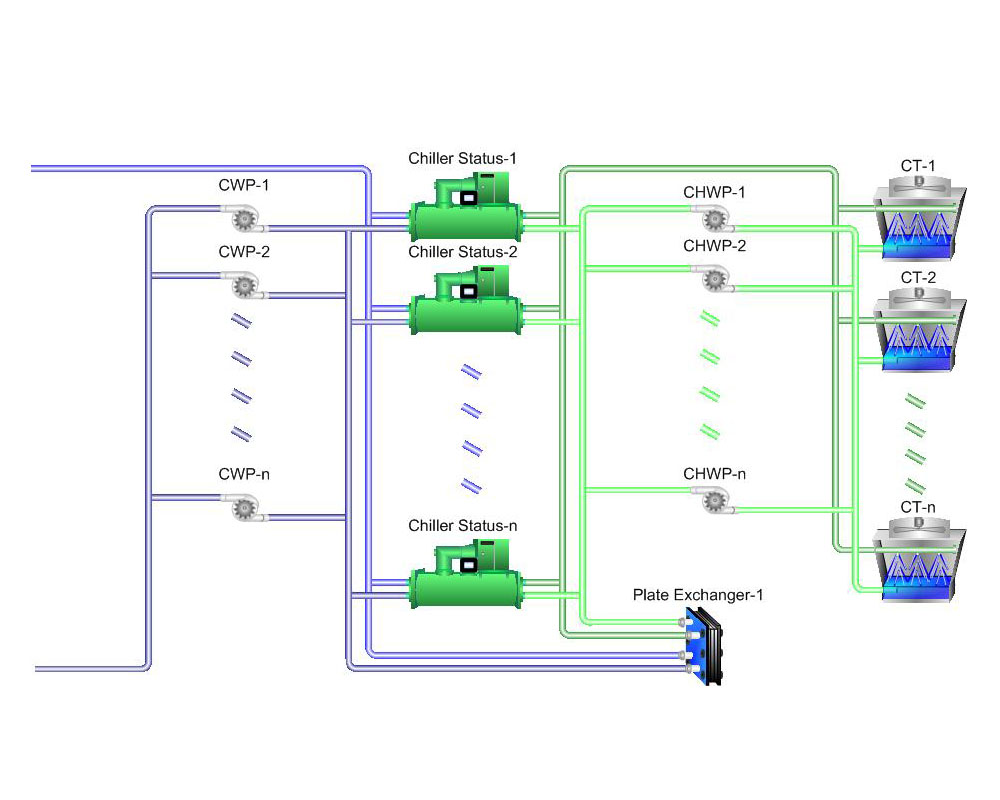 Chiller Status-1
CT-1
CWP-1
CHWP-1
Chiller Status-2
CWP-2
CHWP-2
CT-2
CWP-n
CHWP-n
CT-n
Chiller Status-n
Plate Exchanger-1